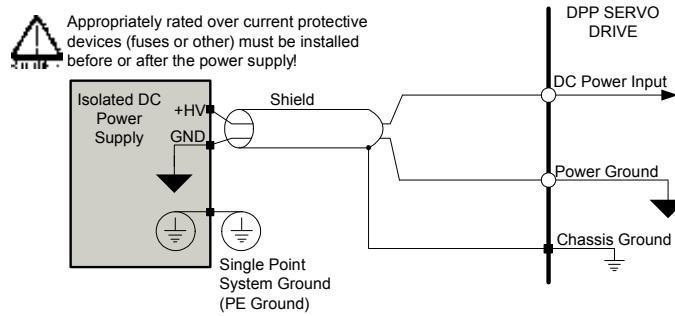 Appropriately rated over current protective
devices (fuses or other) must be installed
before or after the power supply!
DPP SERVO
DRIVE
Isolated DC
Power
Supply
+HV
GND
Shield
DC Power Input
Power Ground
Chassis Ground
Single Point
System Ground
(PE Ground)